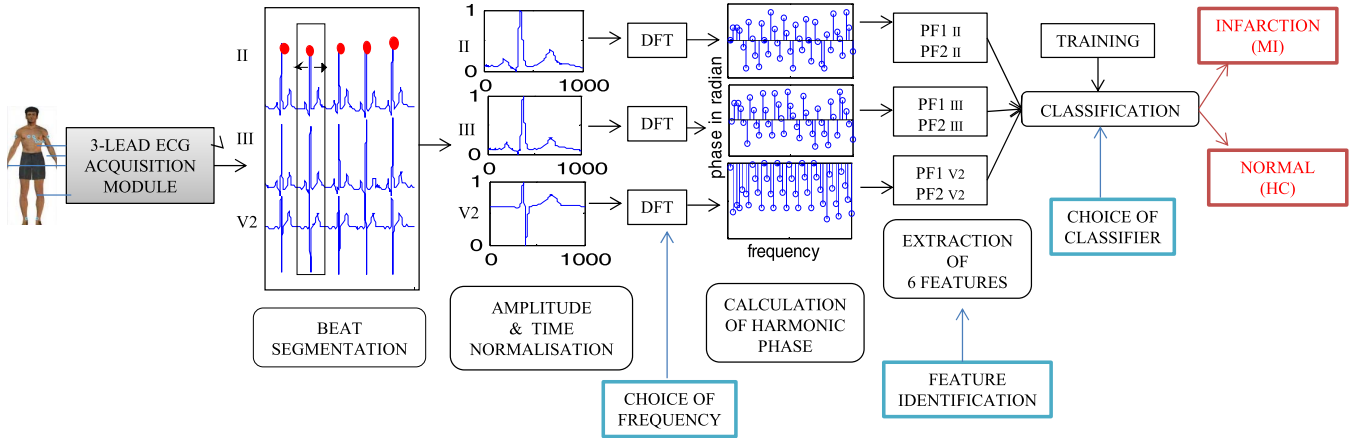 3-LEAD ECG
ACQUISITION
MODULE
II
III
V2
BEAT
SEGMENTATION
1
II
0
0
1000
1
III
0
0
1000
1
V2
0
0
1000
AMPLITUDE
& TIME
NORMALISATION
DFT
DFT
DFT
CHOICE OF
FREQUENCY
phase in radian
frequency
CALCULATION
OF HARMONIC
PHASE
PF1 II
PF2 II
PF1 III
PF2 III
PF1 V2
PF2 V2
EXTRACTION
OF
6 FEATURES
FEATURE
IDENTIFICATION
TRAINING
CLASSIFICATION
CHOICE OF
CLASSIFIER
INFARCTION
(MI)
NORMAL
(HC)